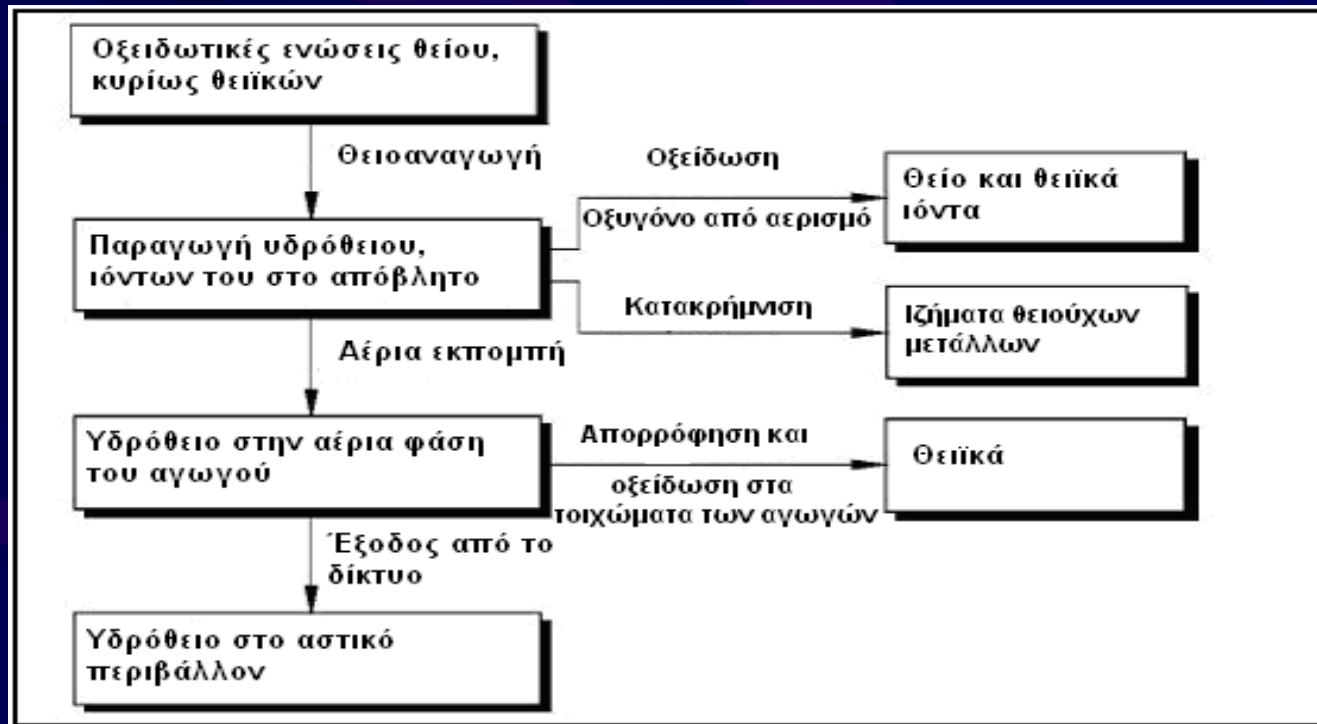 Οξειδωτικές ενώσεις θείου,
κυρίως θειϊκών
Θειοαναγωγή
Οξείδωση
Οξυγόνο από αερισμό
Θείο και θειϊκά
ιόντα
Παραγωγή υδρόθειου,
ιόντων του στο απόβλητο
Κατακρήμνιση
Ιζήματα θειούχων
μετάλλων
Αέρια εκπομπή
Υδρόθειο στην αέρια φάση
του αγωγού
Απορρόφηση και
οξείδωση στα
τοιχώματα των αγωγών
Θειϊκά
Έξοδος από το
δίκτυο
Υδρόθειο στο αστικό
περιβάλλον